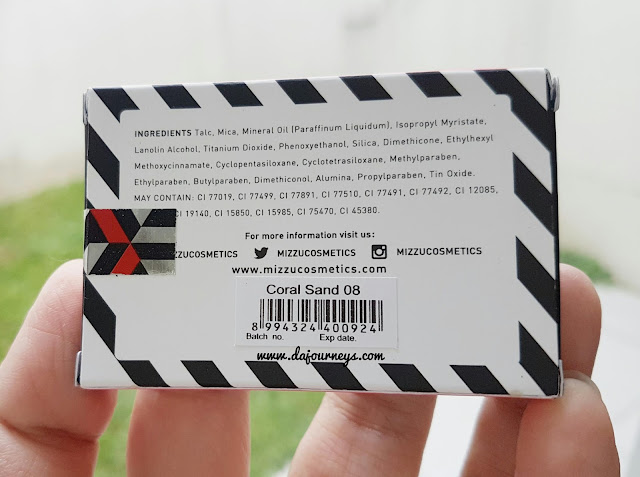 INGREDIENTS Talc, Mica, Mineral Oil (Paraffinum Liquidum), Isopropyl Myristate,
Lanolin Alcohol, Titanium Dioxide, Phenoxyethanol, Silica, Dimethicone, Ethylhexyl
Methoxycinnamate, Cyclopentasiloxane, Cyclotetrasiloxane, Methylparaben,
Ethylparaben, Butylparaben, Dimethiconol, Alumina, Propylparaben, Tin Oxide.
MAY CONTAIN: CI 77019, CI 77499, CI 77891, CI 77510, CI 77491, CI 77492, CI 12085,
CI 19140, CI 15850, CI 15985, CI 75470, CI 45380.
For more information visit us:
ZZUCOSMETICS MIZZUCOSMETICS MIZZUCOSMETICS
www.mizzucosmetics.com
Coral Sand 08
8 994324 400924
Batch no. Exp date.
www.dajourneys.com